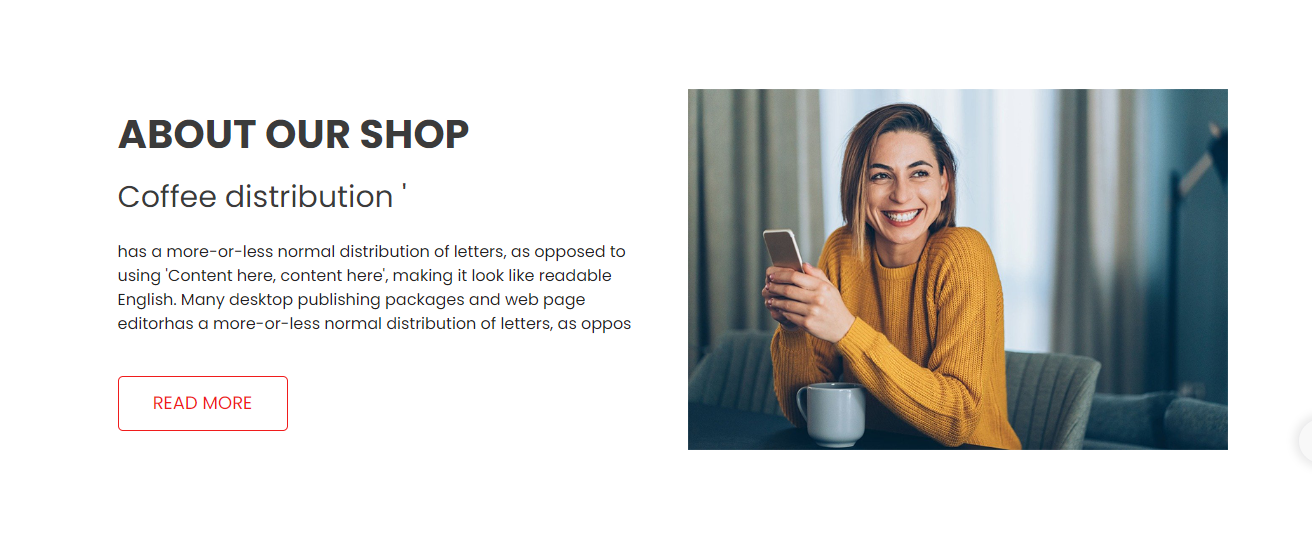 ABOUT OUR SHOP
Coffee distribution '
has a more-or-less normal distribution of letters, as opposed to
using 'Content here, content here', making it look like readable
English. Many desktop publishing packages and web page
editorhas a more-or-less normal distribution of letters, as oppos
READ MORE